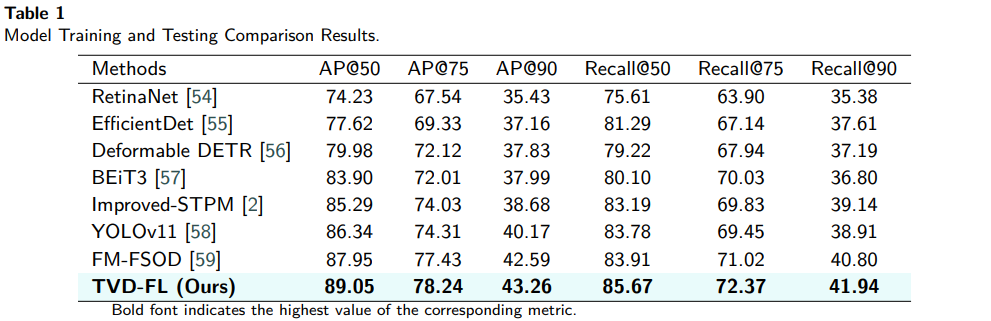 Table 1
Model Training and Testing Comparison Results.
Methods AP@50 AP@75 AP@90 Recall@50 Recall@75 Recall@90
RetinaNet [54] 74.23 67.54 35.43 75.61 63.90 35.38
EfficientDet [55] 77.62 69.33 37.16 81.29 67.14 37.61
Deformable DETR [56] 79.98 72.12 37.83 79.22 67.94 37.19
BEiT3 [57] 83.90 72.01 37.99 80.10 70.03 36.80
Improved-STPM [2] 85.29 74.03 38.68 83.19 69.83 39.14
YOLOv11 [58] 86.34 74.31 40.17 83.78 69.45 38.91
FM-FSOD [59] 87.95 77.43 42.59 83.91 71.02 40.80
TVD-FL (Ours) 89.05 78.24 43.26 85.67 72.37 41.94
Bold font indicates the highest value of the corresponding metric.